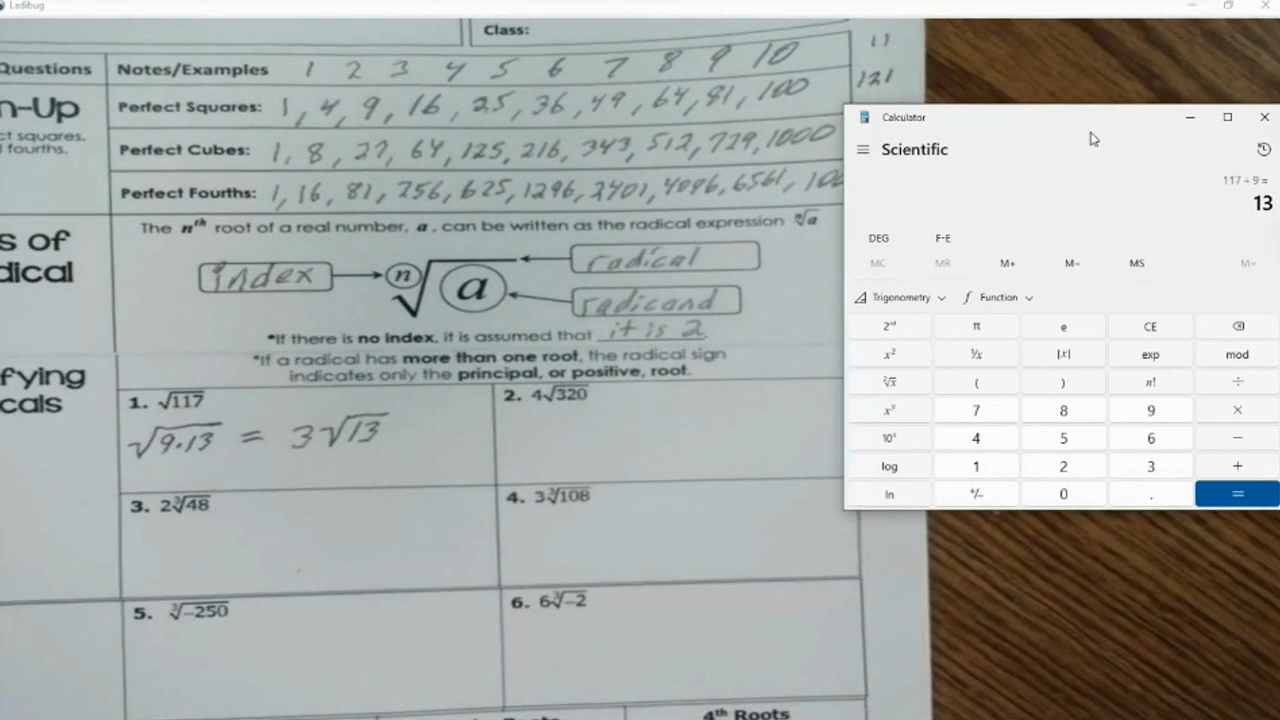 Ladibug
Class:
Questions
Notes/Examples 1 2 3 4 5 6 7 8 9 10 11
n-Up
Perfect Squares: 1, 4, 9, 16, 25, 36, 49, 64, 81, 100 121
ct squares,
fourths.
Perfect Cubes: 1, 8, 27, 64, 125, 216, 343, 512, 729, 1000
Perfect Fourths: 1, 16, 81, 256, 625, 1296, 2401, 4096, 6561, 100
s of
dical
The nth root of a real number, a, can be written as the radical expression ⁿ√a
index n√a radical
radicand
*If there is no index, it is assumed that it is 2
*If a radical has more than one root, the radical sign
indicates only the principal, or positive, root.
fying
cals
1. √117
√9·13 = 3√13
2. 4√320
3. 2∛48
4. 3∛108
5. ∛-250
6. 6∛-2
4th Roots
Calculator
Scientific
117 ÷ 9 =
13
DEG F-E
MC MR M+ M- MS M˅
Trigonometry Function
2nd π e CE
x² ⅟x |x| exp mod
²√x ( ) n! ÷
xʸ 7 8 9 ×
10ˣ 4 5 6 −
log 1 2 3 +
ln +/- 0 . =